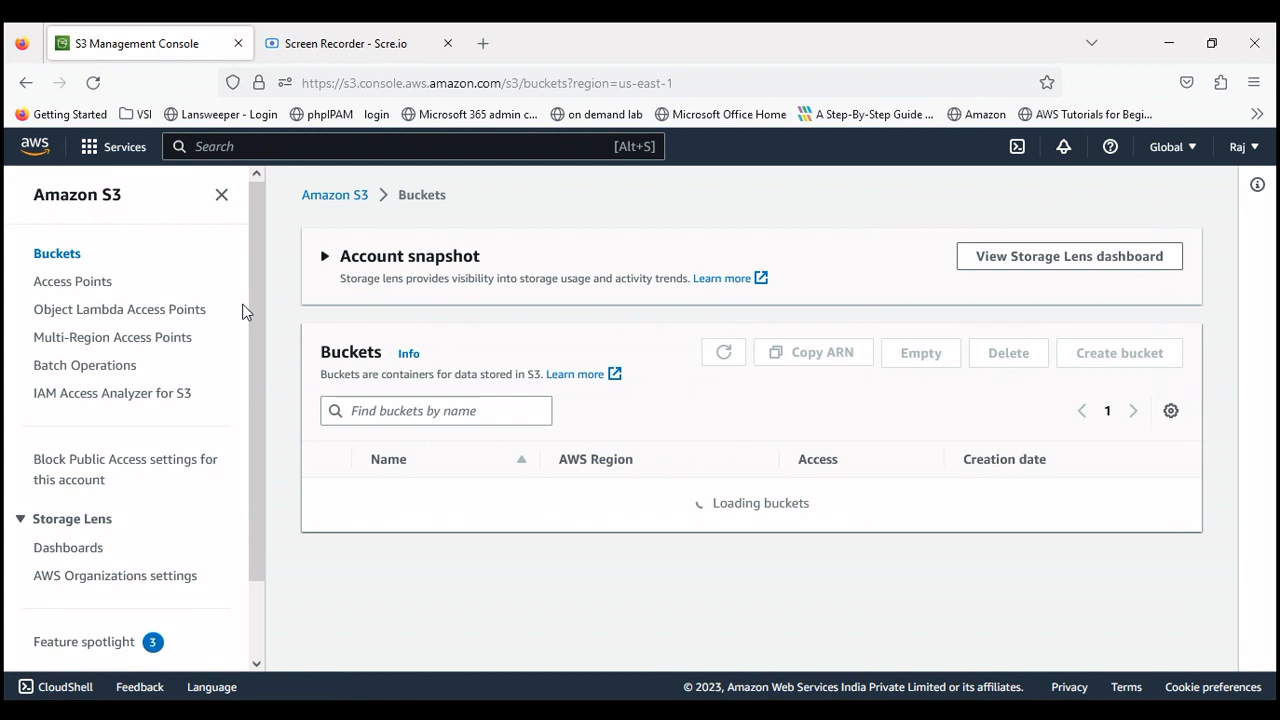 S3 Management Console
Screen Recorder - Scre.io
https://s3.console.aws.amazon.com/s3/buckets?region=us-east-1
Getting Started
VSI
Lansweeper - Login
phpIPAM login
Microsoft 365 admin c...
on demand lab
Microsoft Office Home
A Step-By-Step Guide ...
Amazon
AWS Tutorials for Begi...
aws
Services
Search
[Alt+S]
Global
Raj
Amazon S3
Buckets
Access Points
Object Lambda Access Points
Multi-Region Access Points
Batch Operations
IAM Access Analyzer for S3
Block Public Access settings for
this account
Storage Lens
Dashboards
AWS Organizations settings
Feature spotlight 3
Amazon S3
Buckets
Account snapshot
Storage lens provides visibility into storage usage and activity trends. Learn more
View Storage Lens dashboard
Buckets Info
Buckets are containers for data stored in S3. Learn more
Copy ARN
Empty
Delete
Create bucket
Find buckets by name
1
Name
AWS Region
Access
Creation date
Loading buckets
CloudShell
Feedback
Language
© 2023, Amazon Web Services India Private Limited or its affiliates.
Privacy
Terms
Cookie preferences